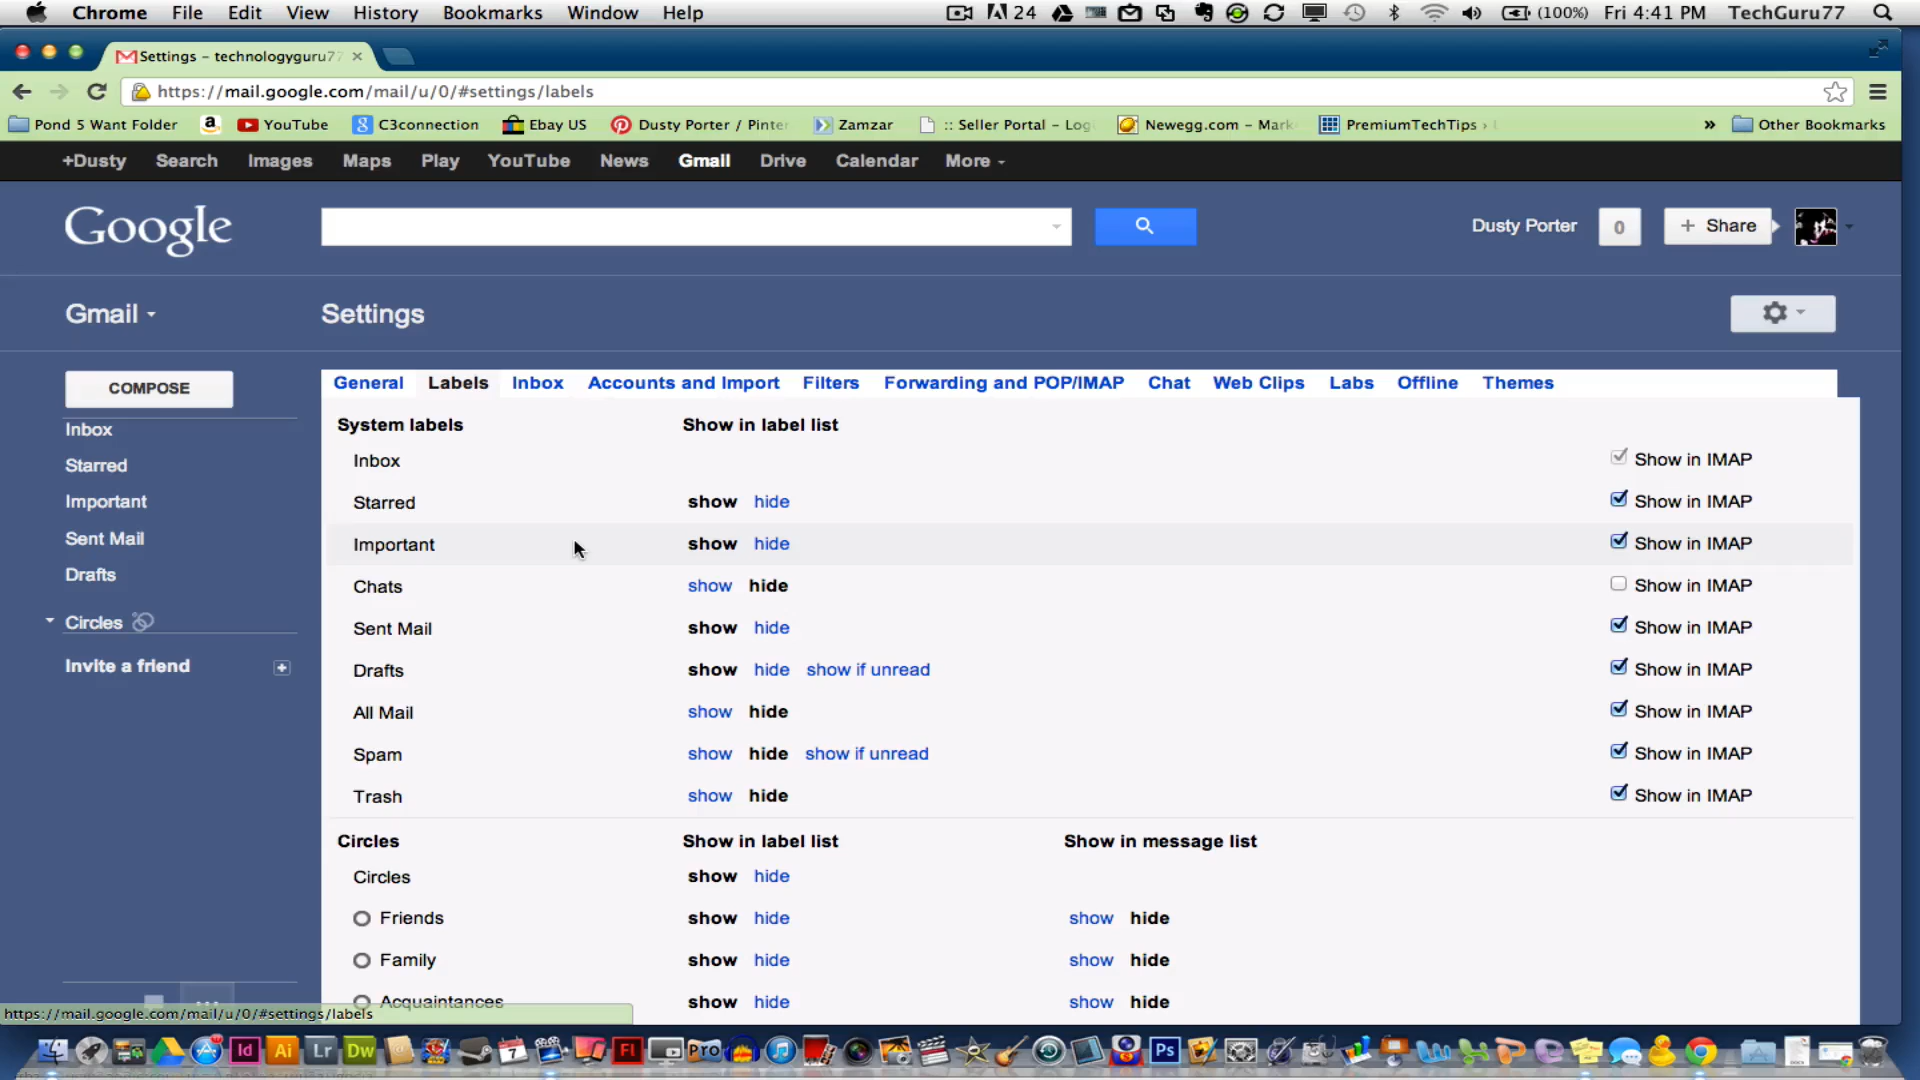 Chrome File Edit View History Bookmarks Window Help 24 (100%) Fri 4:41 PM TechGuru77
Settings - technologyguru77
https://mail.google.com/mail/u/0/#settings/labels
Pond 5 Want Folder YouTube C3connection Ebay US Dusty Porter / Pinter Zamzar :: Seller Portal - Log Newegg.com - Mark PremiumTechTips › » Other Bookmarks
+Dusty Search Images Maps Play YouTube News Gmail Drive Calendar More
Google Dusty Porter 0 + Share
Gmail Settings
COMPOSE
Inbox
Starred
Important
Sent Mail
Drafts
Circles
Invite a friend
General Labels Inbox Accounts and Import Filters Forwarding and POP/IMAP Chat Web Clips Labs Offline Themes
System labels Show in label list
Inbox Show in IMAP
Starred show hide Show in IMAP
Important show hide Show in IMAP
Chats show hide Show in IMAP
Sent Mail show hide Show in IMAP
Drafts show hide show if unread Show in IMAP
All Mail show hide Show in IMAP
Spam show hide show if unread Show in IMAP
Trash show hide Show in IMAP
Circles Show in label list Show in message list
Circles show hide
Friends show hide show hide
Family show hide show hide
Acquaintances show hide show hide
https://mail.google.com/mail/u/0/#settings/labels
Id Ai Lr Dw 7 Fl Pro Ps